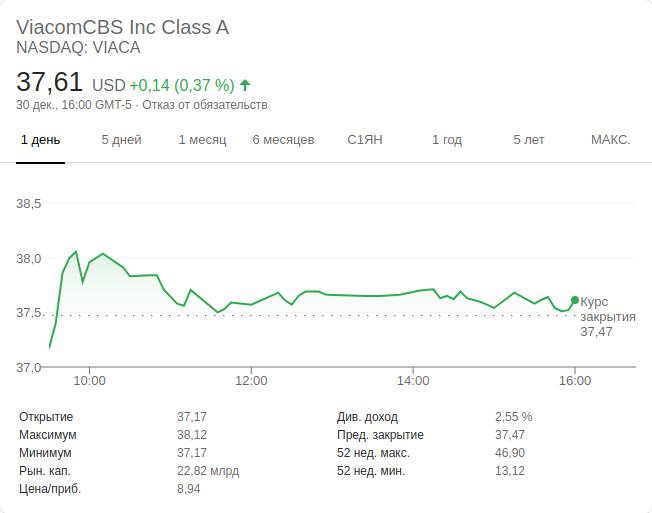 ViacomCBS Inc Class A
NASDAQ: VIACA
37,61 USD +0,14 (0,37 %)
30 дек., 16:00 GMT-5 · Отказ от обязательств
1 день 5 дней 1 месяц 6 месяцев С1ЯН 1 год 5 лет МАКС.
38,5
38,0
37,5
37,0
Курс
закрытия
37,47
10:00 12:00 14:00 16:00
Открытие 37,17 Див. доход 2,55 %
Максимум 38,12 Пред. закрытие 37,47
Минимум 37,17 52 нед. макс. 46,90
Рын. кап. 22,82 млрд 52 нед. мин. 13,12
Цена/приб. 8,94